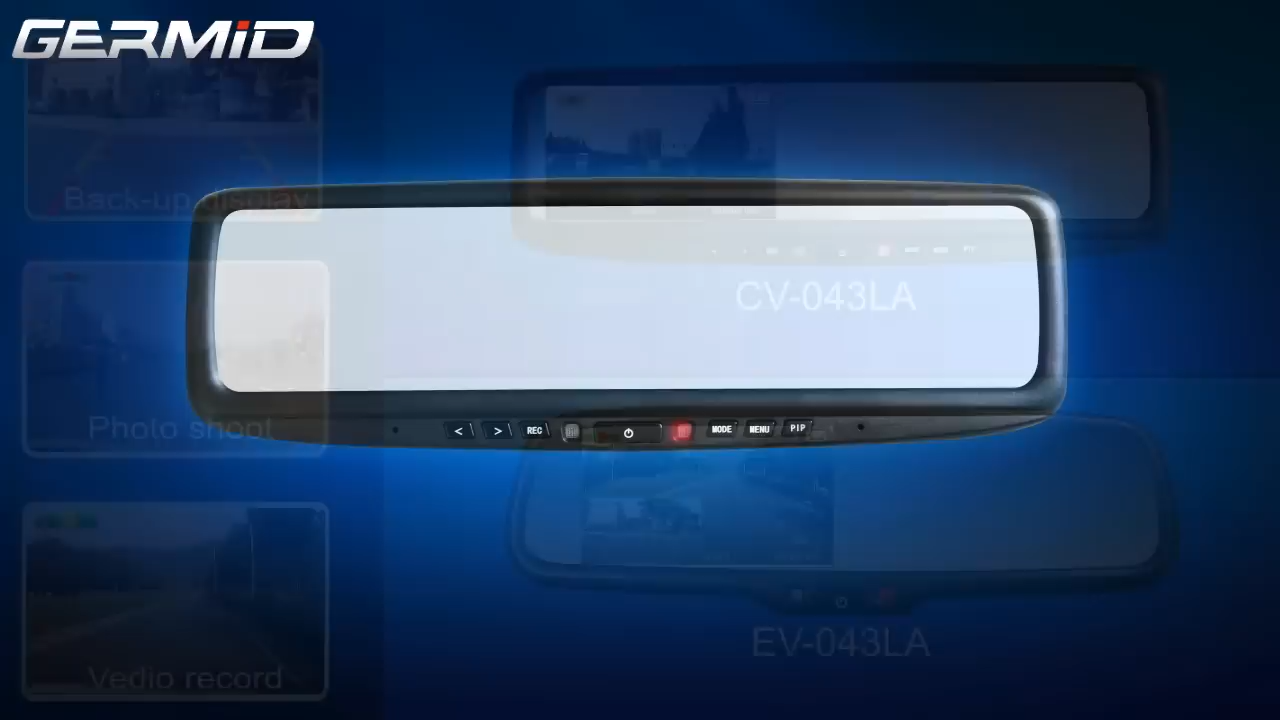 GERMiD
Back-up display
CV-043LA
Photo shoot
< > REC MODE MENU PIP
EV-043LA
Vedio record